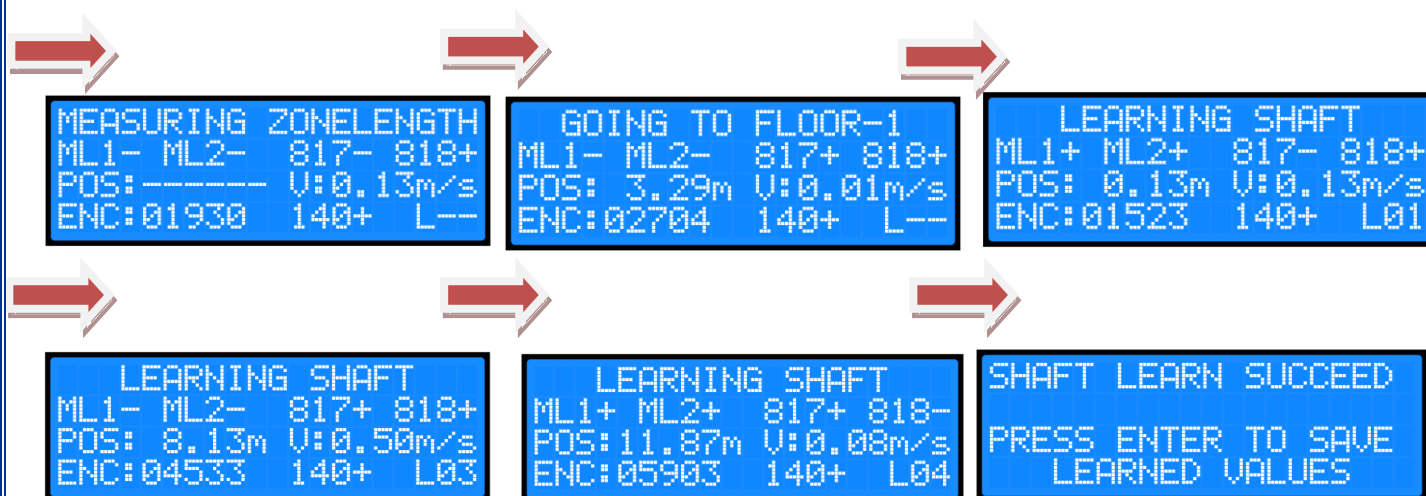 MEASURING ZONELENGTH
ML1- ML2- 817- 818+
POS:------ V:0.13m/s
ENC:01930 140+ L--
GOING TO FLOOR-1
ML1- ML2- 817+ 818+
POS: 3.29m V:0.01m/s
ENC:02704 140+ L--
LEARNING SHAFT
ML1+ ML2+ 817- 818+
POS: 0.13m V:0.13m/s
ENC:01523 140+ L01
LEARNING SHAFT
ML1- ML2- 817+ 818+
POS: 8.13m V:0.50m/s
ENC:04533 140+ L03
LEARNING SHAFT
ML1+ ML2+ 817+ 818-
POS:11.87m V:0.08m/s
ENC:05903 140+ L04
SHAFT LEARN SUCCEED
PRESS ENTER TO SAVE
LEARNED VALUES